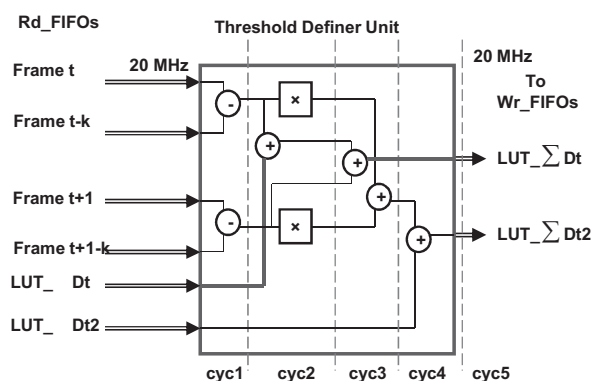 Rd_FIFOs
Threshold Definer Unit
Frame t
20 MHz
20 MHz
To
Wr_FIFOs
Frame t-k
-
×
+
+
LUT_ ∑ Dt
Frame t+1
-
×
+
Frame t+1-k
+
LUT_ ∑ Dt2
LUT_ Dt
LUT_ Dt2
cyc1
cyc2
cyc3
cyc4
cyc5